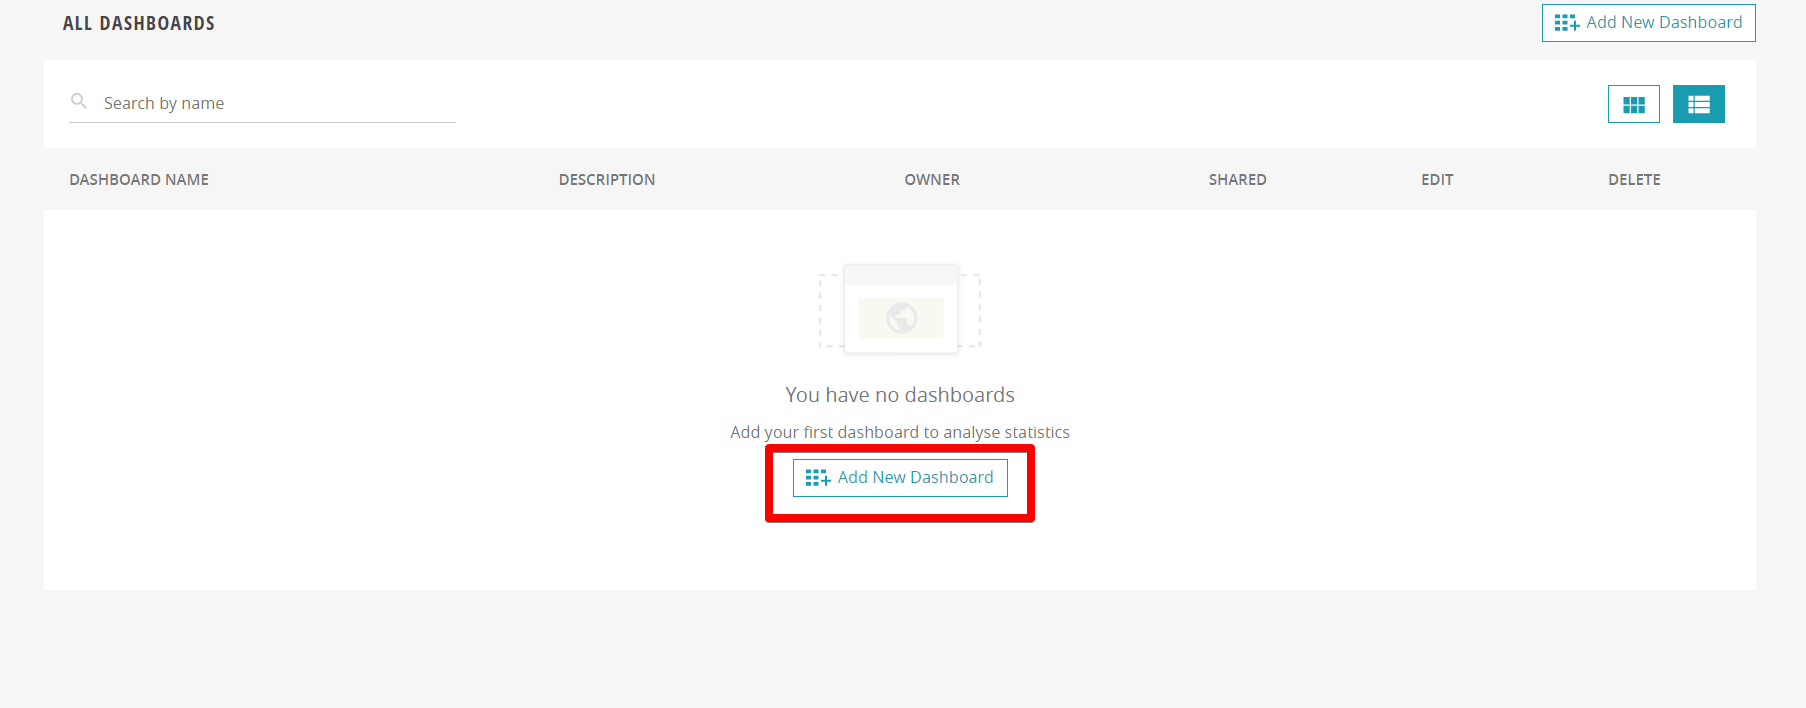 ALL DASHBOARDS
Add New Dashboard
Search by name
DASHBOARD NAME DESCRIPTION OWNER SHARED EDIT DELETE
You have no dashboards
Add your first dashboard to analyse statistics
Add New Dashboard